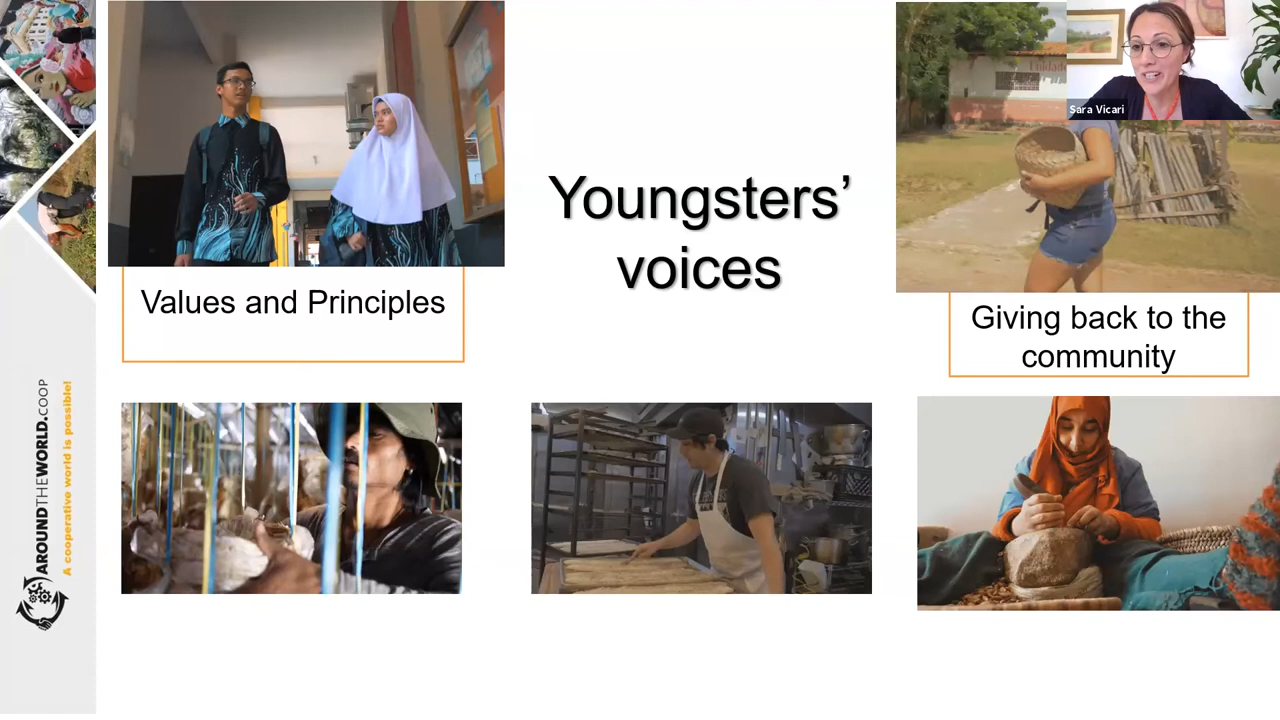 Sara Vicari
Youngsters’
voices
Values and Principles
Giving back to the
community
AROUNDTHEWORLD.COOP
A cooperative world is possible!